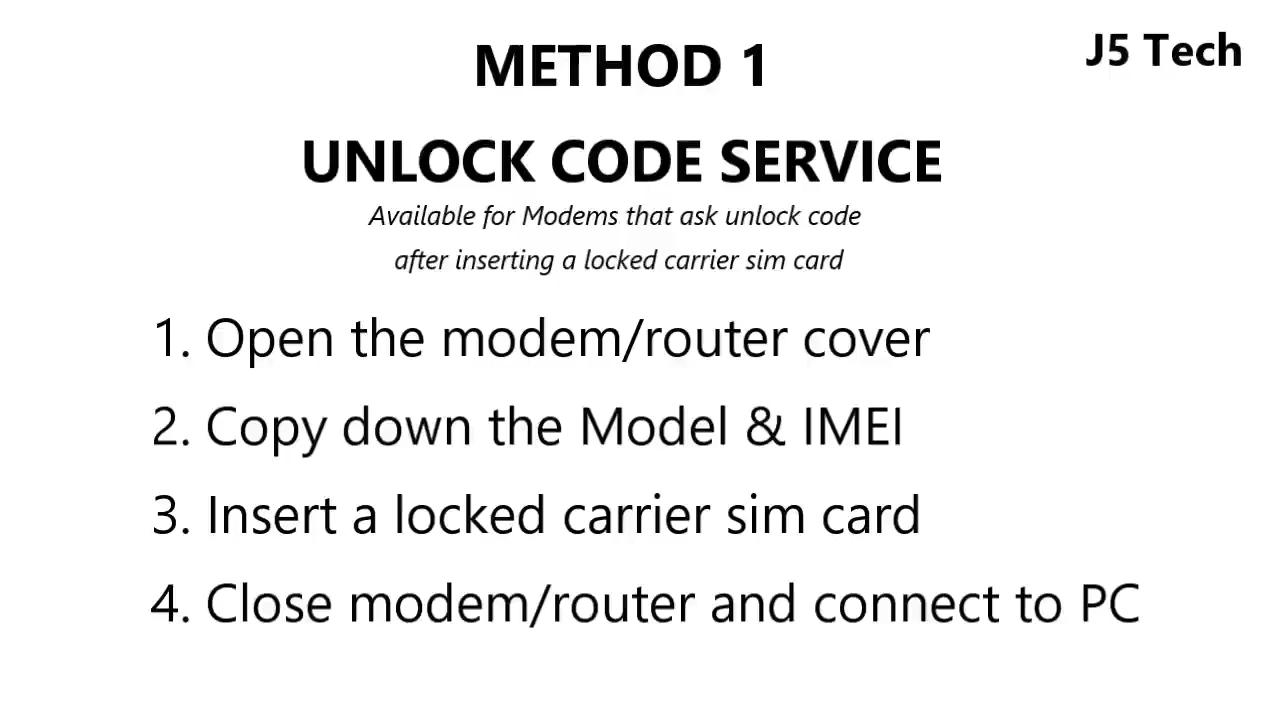 METHOD 1
J5 Tech
UNLOCK CODE SERVICE
Available for Modems that ask unlock code
after inserting a locked carrier sim card
1. Open the modem/router cover
2. Copy down the Model & IMEI
3. Insert a locked carrier sim card
4. Close modem/router and connect to PC